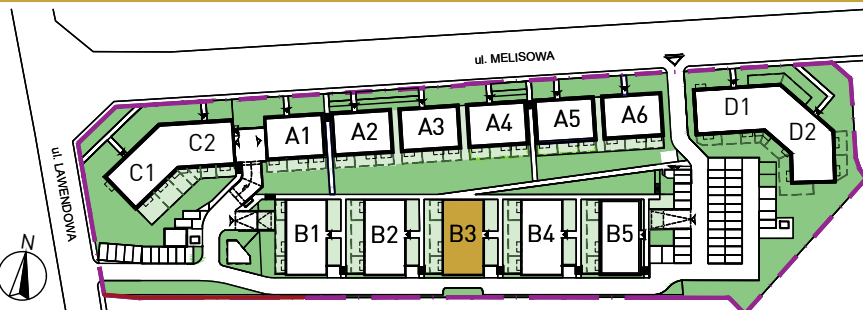 ul. MELISOWA
ul. LAWENDOWA
C1
C2
A1
A2
A3
A4
A5
A6
D1
D2
B1
B2
B3
B4
B5
N